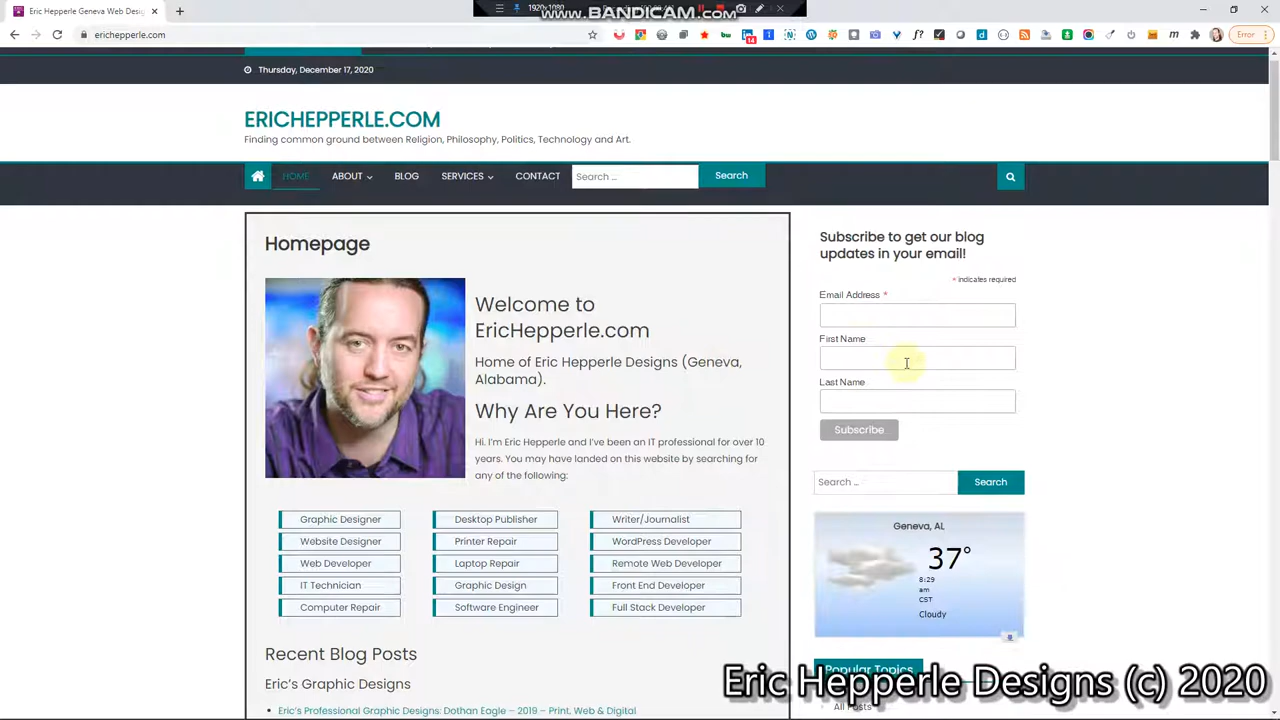 Eric Hepperle Geneva Web Desig
1920x1080
www.BANDICAM.com
erichepperle.com
Error
Thursday, December 17, 2020
ERICHEPPERLE.COM
Finding common ground between Religion, Philosophy, Politics, Technology and Art.
HOME ABOUT BLOG SERVICES CONTACT Search ... Search
Homepage
Welcome to
EricHepperle.com
Home of Eric Hepperle Designs (Geneva,
Alabama).
Why Are You Here?
Hi. I'm Eric Hepperle and I've been an IT professional for over 10
years. You may have landed on this website by searching for
any of the following:
Graphic Designer Desktop Publisher Writer/Journalist
Website Designer Printer Repair WordPress Developer
Web Developer Laptop Repair Remote Web Developer
IT Technician Graphic Design Front End Developer
Computer Repair Software Engineer Full Stack Developer
Recent Blog Posts
Eric's Graphic Designs
Eric's Professional Graphic Designs: Dothan Eagle – 2019 – Print, Web & Digital
Subscribe to get our blog
updates in your email!
* indicates required
Email Address *
First Name
Last Name
Subscribe
Search ... Search
Geneva, AL
37°
8:29
am
CST
Cloudy
Popular Topics
All Posts
Eric Hepperle Designs (c) 2020